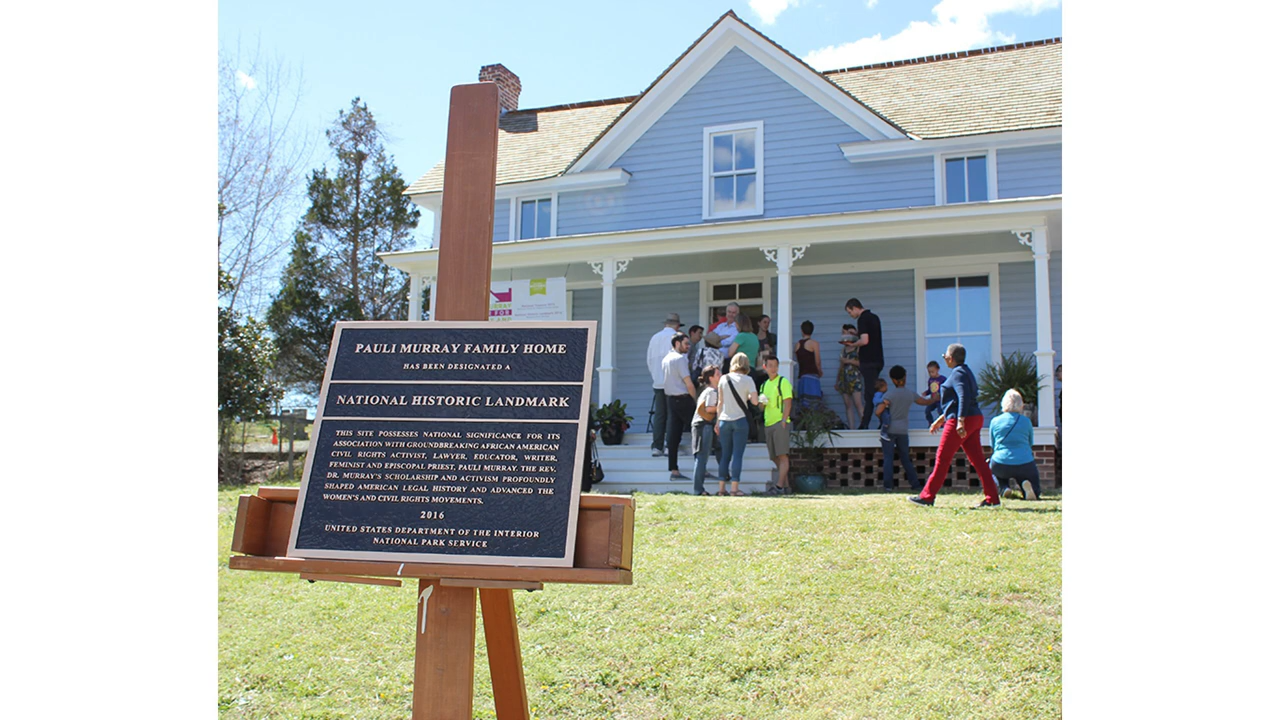 PAULI MURRAY FAMILY HOME
HAS BEEN DESIGNATED A
NATIONAL HISTORIC LANDMARK
THIS SITE POSSESSES NATIONAL SIGNIFICANCE FOR ITS
ASSOCIATION WITH GROUNDBREAKING AFRICAN AMERICAN
CIVIL RIGHTS ACTIVIST, LAWYER, EDUCATOR, WRITER,
FEMINIST AND EPISCOPAL PRIEST, PAULI MURRAY. THE REV.
DR. MURRAY'S SCHOLARSHIP AND ACTIVISM PROFOUNDLY
SHAPED AMERICAN LEGAL HISTORY AND ADVANCED THE
WOMEN'S AND CIVIL RIGHTS MOVEMENTS.
2016
UNITED STATES DEPARTMENT OF THE INTERIOR
NATIONAL PARK SERVICE